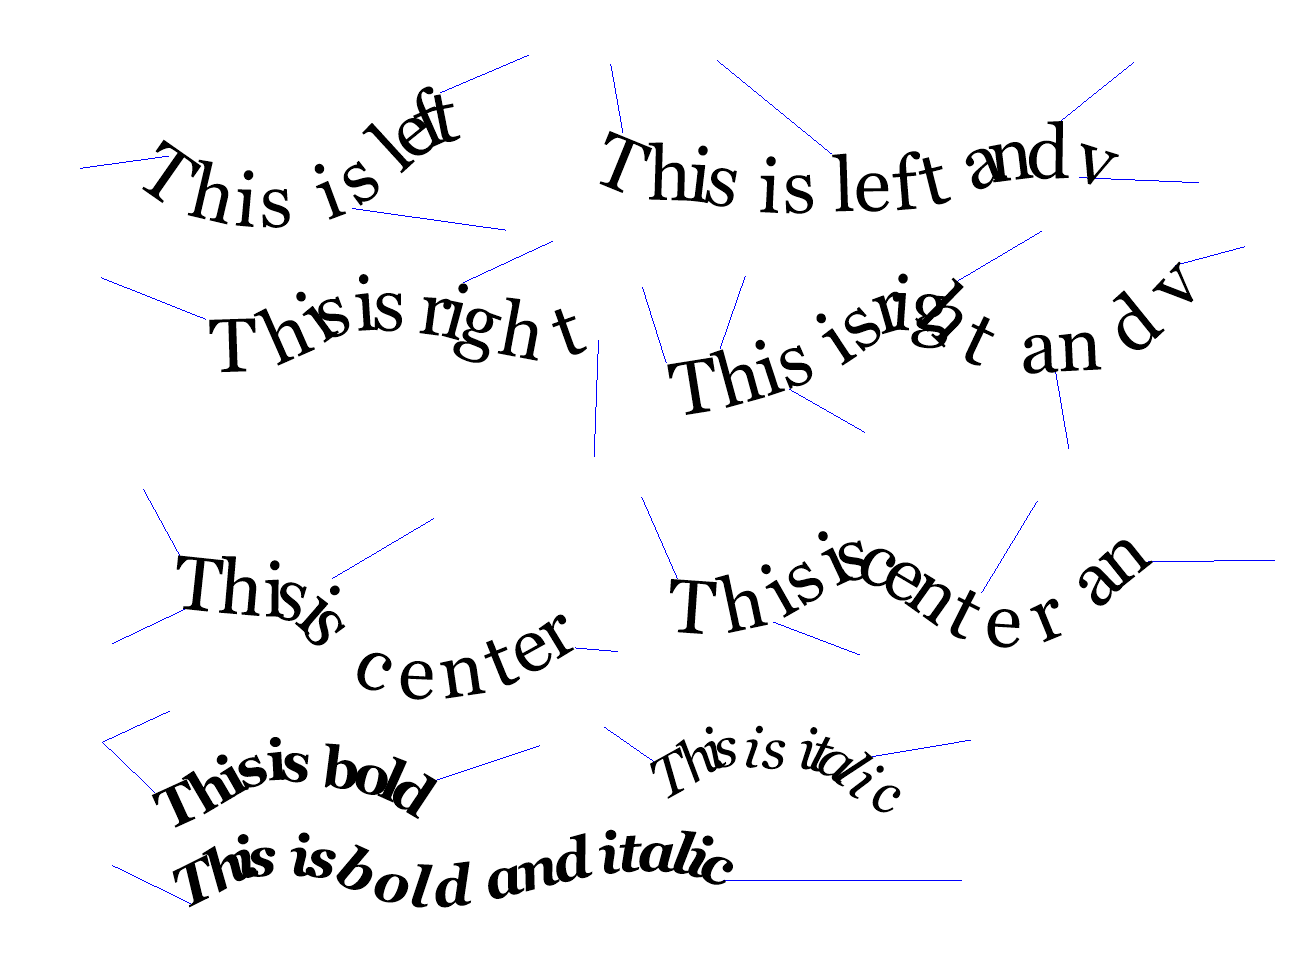 This is left
This is left and v
This is right
This is right and v
This is center
This is center an
This is bold
This is italic
This is bold and italic